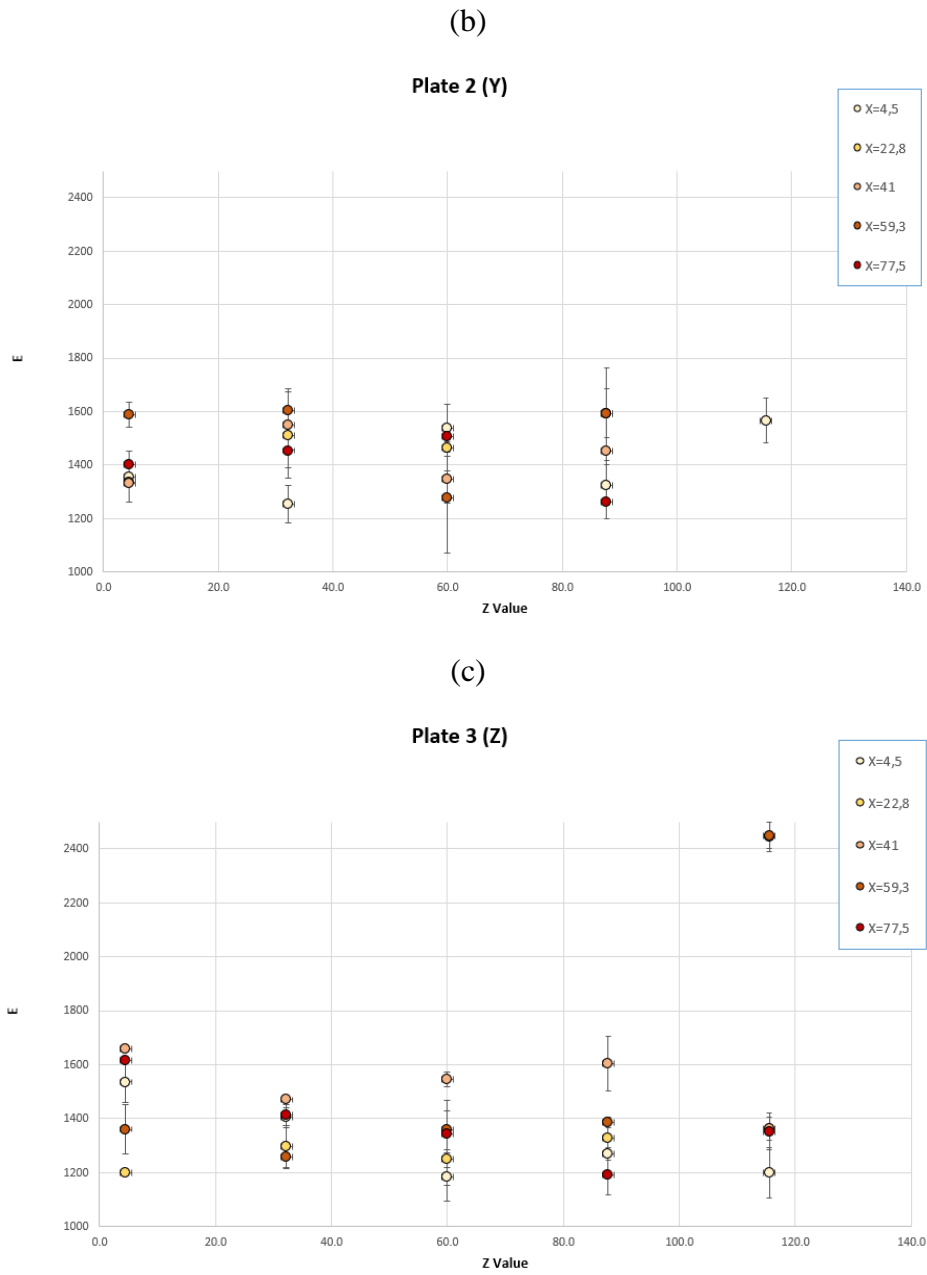 (b)
Plate 2 (Y)
X=4,5
X=22,8
X=41
X=59,3
X=77,5
2400
2200
2000
1800
1600
1400
1200
1000
E
0.0 20.0 40.0 60.0 80.0 100.0 120.0 140.0
Z Value
(c)
Plate 3 (Z)
X=4,5
X=22,8
X=41
X=59,3
X=77,5
2400
2200
2000
1800
1600
1400
1200
1000
E
0.0 20.0 40.0 60.0 80.0 100.0 120.0 140.0
Z Value